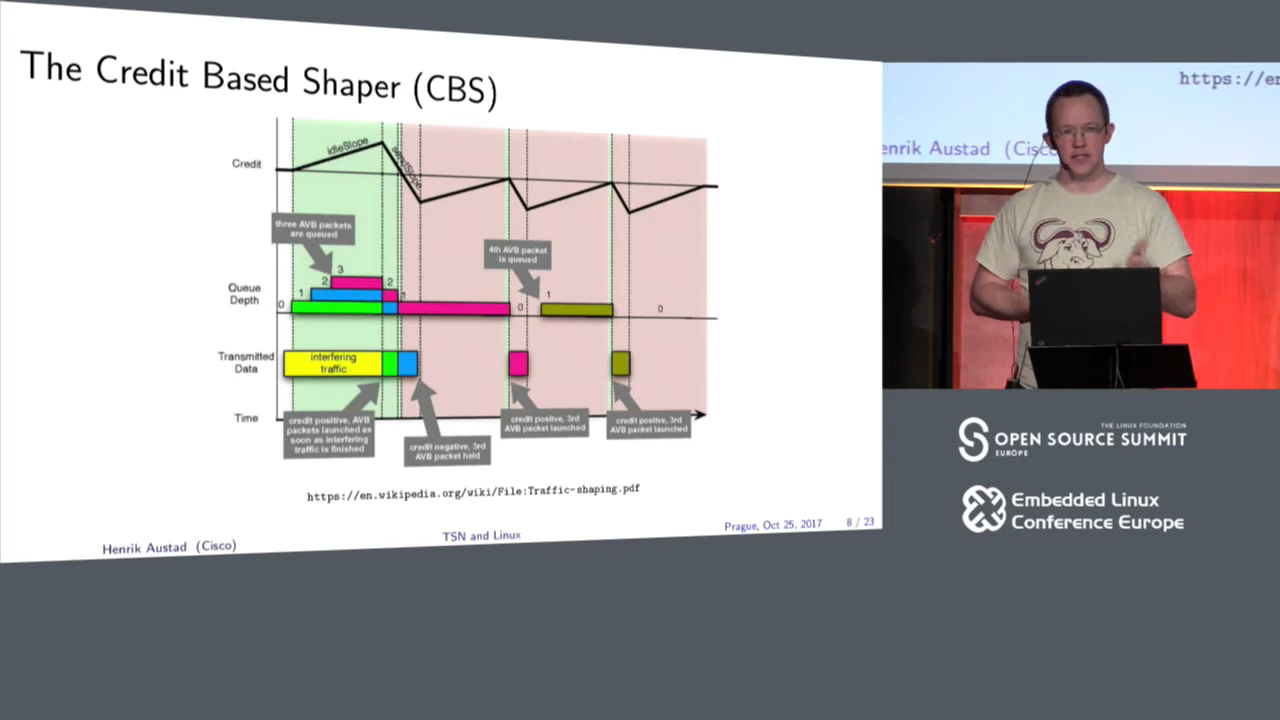 The Credit Based Shaper (CBS)
Credit
idleSlope
sendSlope
three AVB packets
are queued
4th AVB packet
is queued
3
2
2
1
1
1
0
0
0
Queue
Depth
Transmitted
Data
interfering
traffic
Time
credit positive, AVB
packets launched as
soon as interfering
traffic is finished
credit negative, 3rd
AVB packet held
credit positve, 3rd
AVB packet launched
credit positve, 3rd
AVB packet launched
https://en.wikipedia.org/wiki/File:Traffic-shaping.pdf
Henrik Austad (Cisco)
TSN and Linux
Prague, Oct 25, 2017
8 / 23
https://en
enrik Austad (Cisco
THE LINUX FOUNDATION
OPEN SOURCE SUMMIT
EUROPE
Embedded Linux
Conference Europe